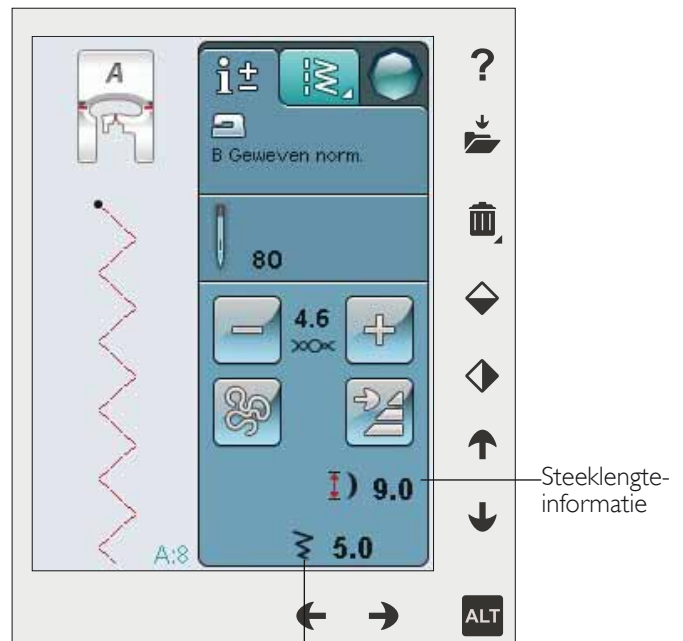 A
i±
?
B Geweven norm.
80
4.6
9.0
Steeklengte-
informatie
A:8
5.0
ALT